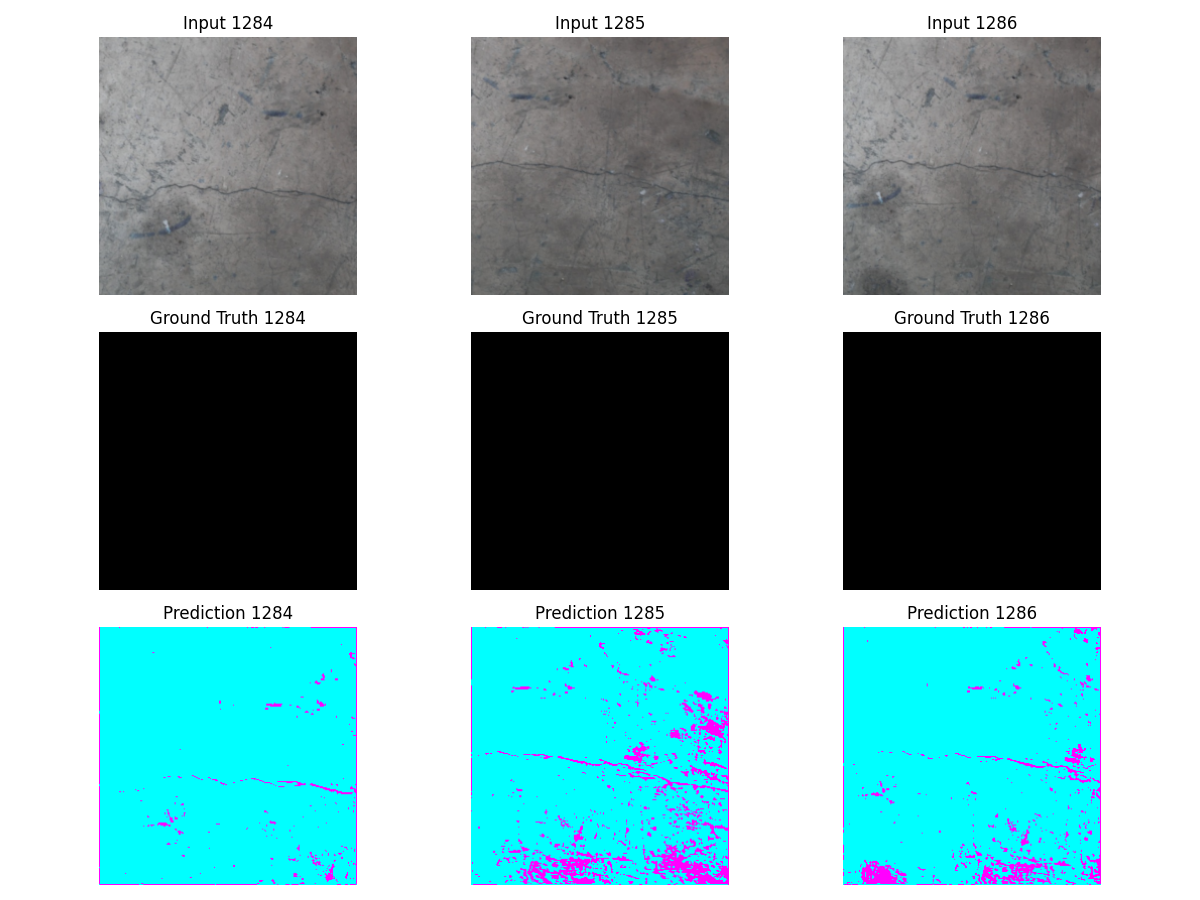 Input 1284
Input 1285
Input 1286
Ground Truth 1284
Ground Truth 1285
Ground Truth 1286
Prediction 1284
Prediction 1285
Prediction 1286